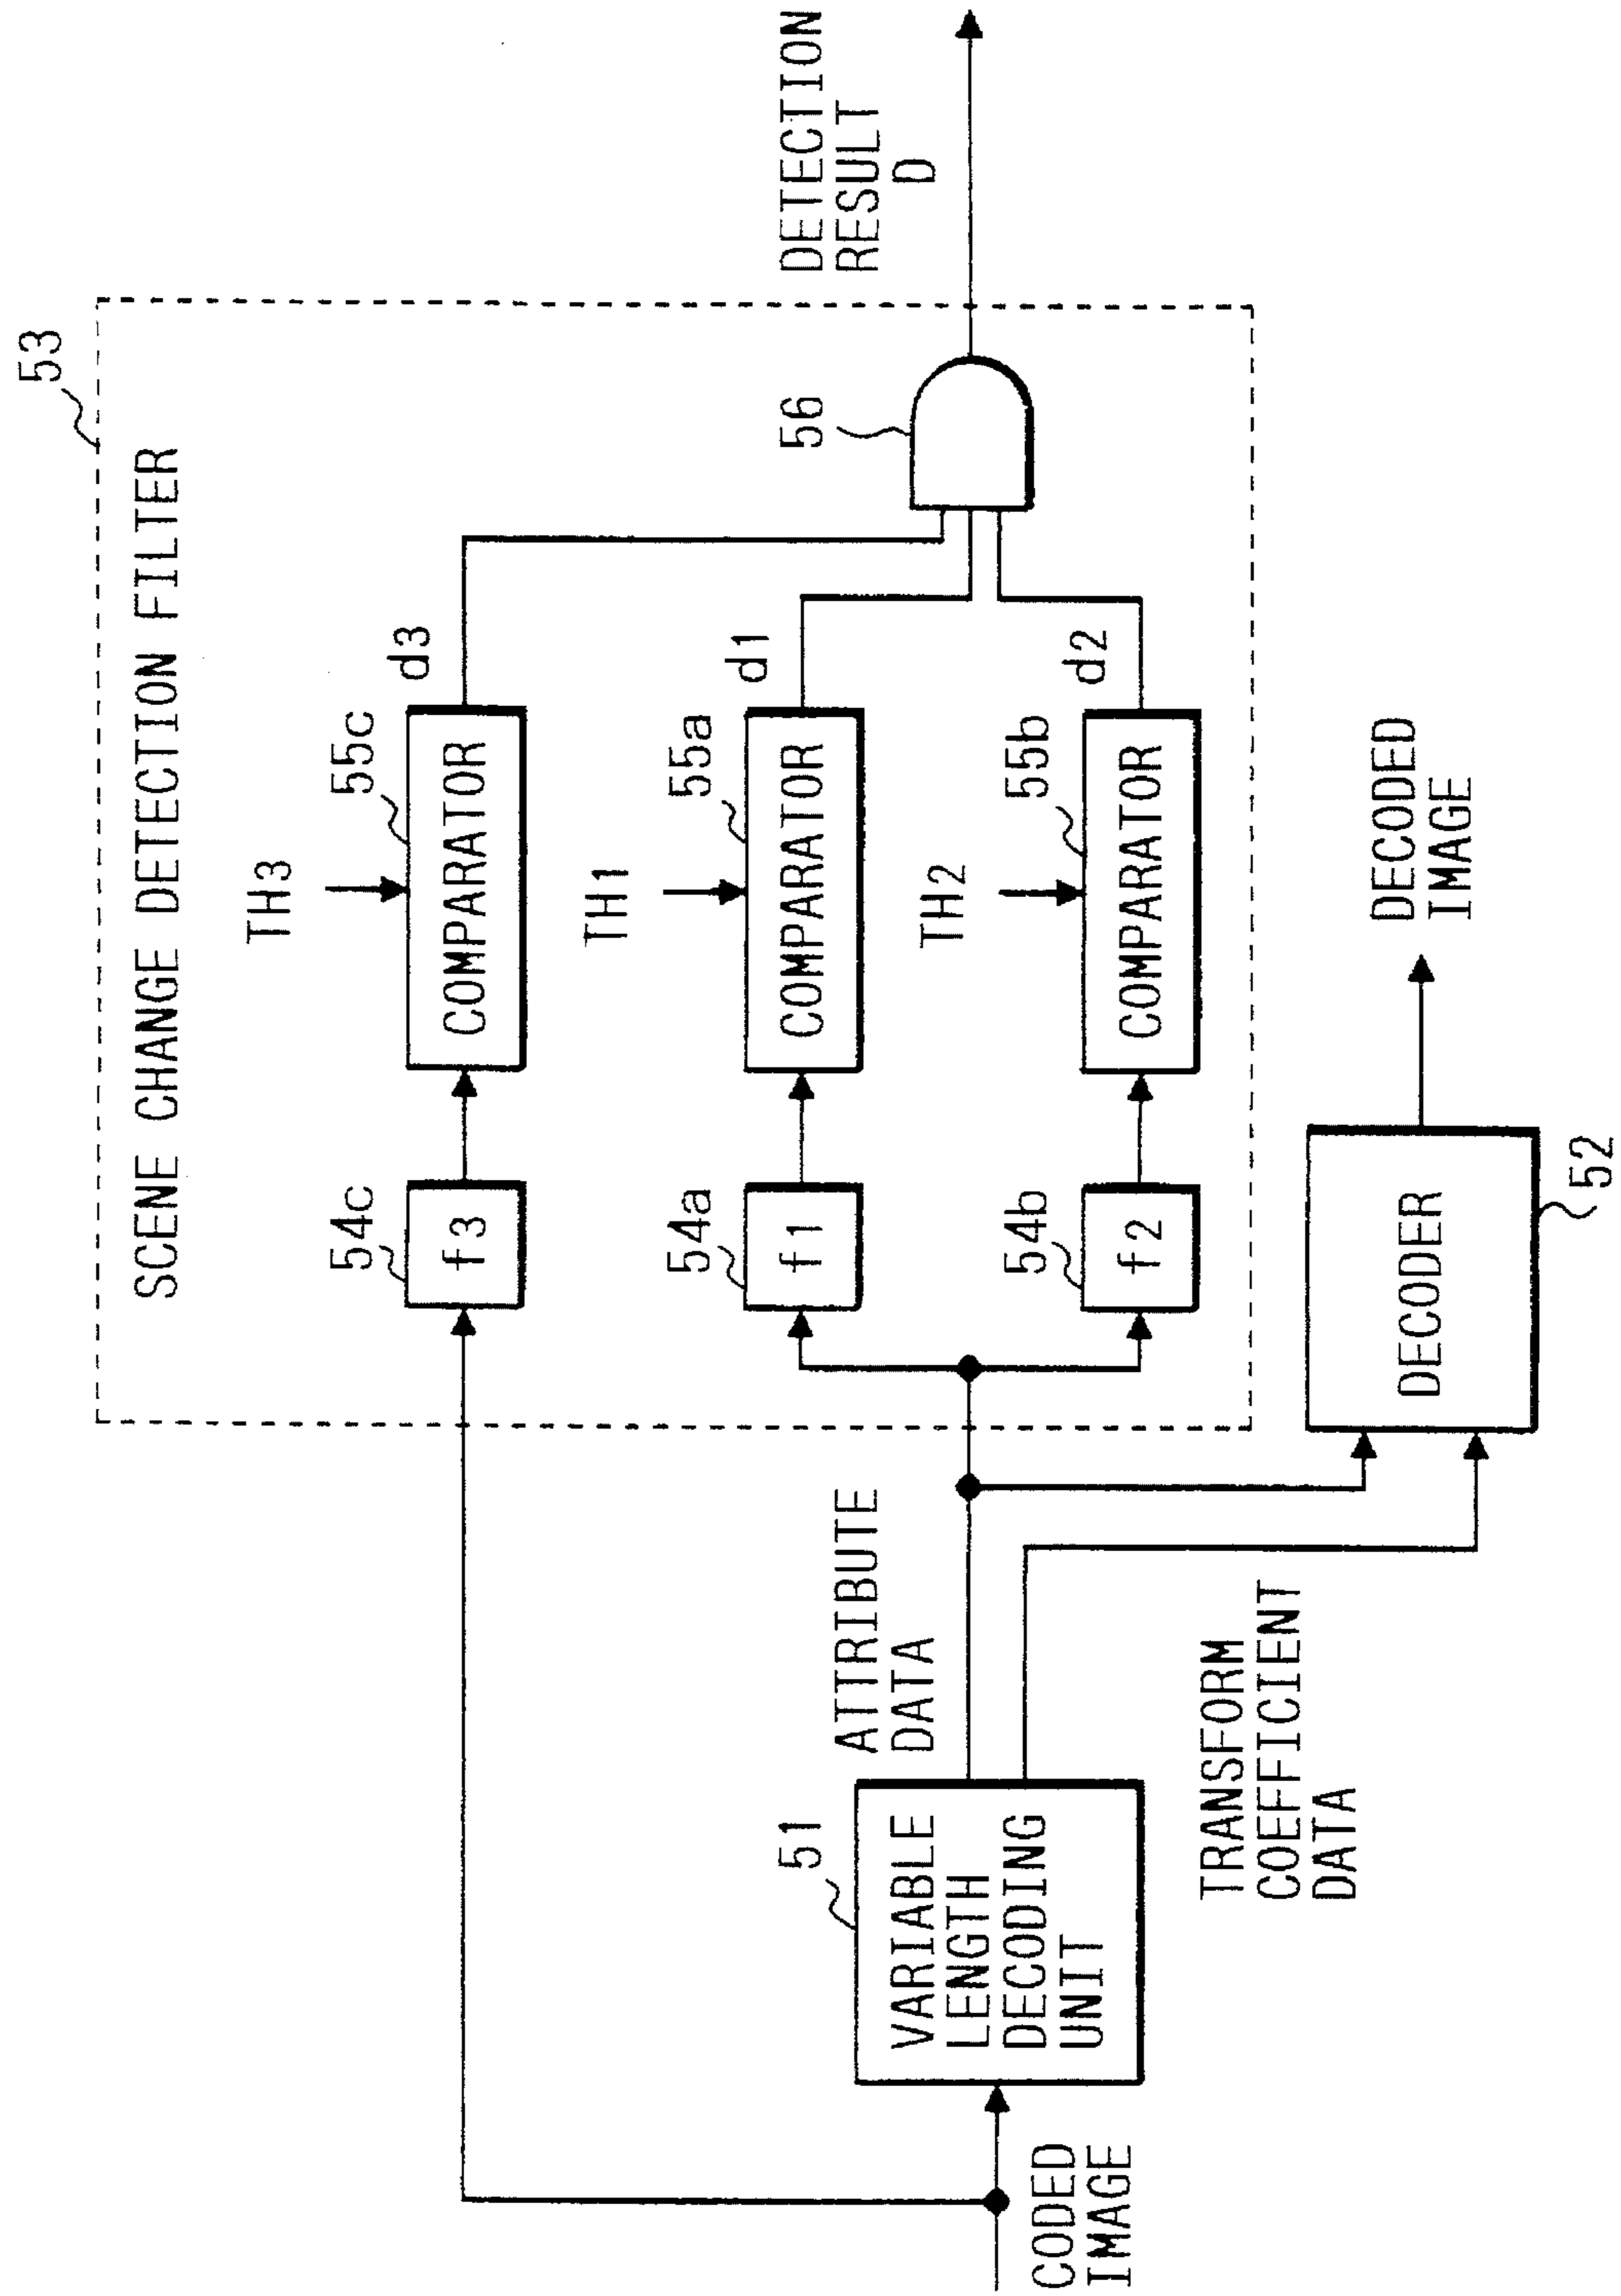 53
SCENE CHANGE DETECTION FILTER
TH3
54c
55c
f3
COMPARATOR
d3
TH1
54a
55a
f1
COMPARATOR
d1
TH2
54b
55b
f2
COMPARATOR
d2
56
DETECTION
RESULT
D
CODED
IMAGE
51
VARIABLE
LENGTH
DECODING
UNIT
ATTRIBUTE
DATA
TRANSFORM
COEFFICIENT
DATA
DECODER
52
DECODED
IMAGE